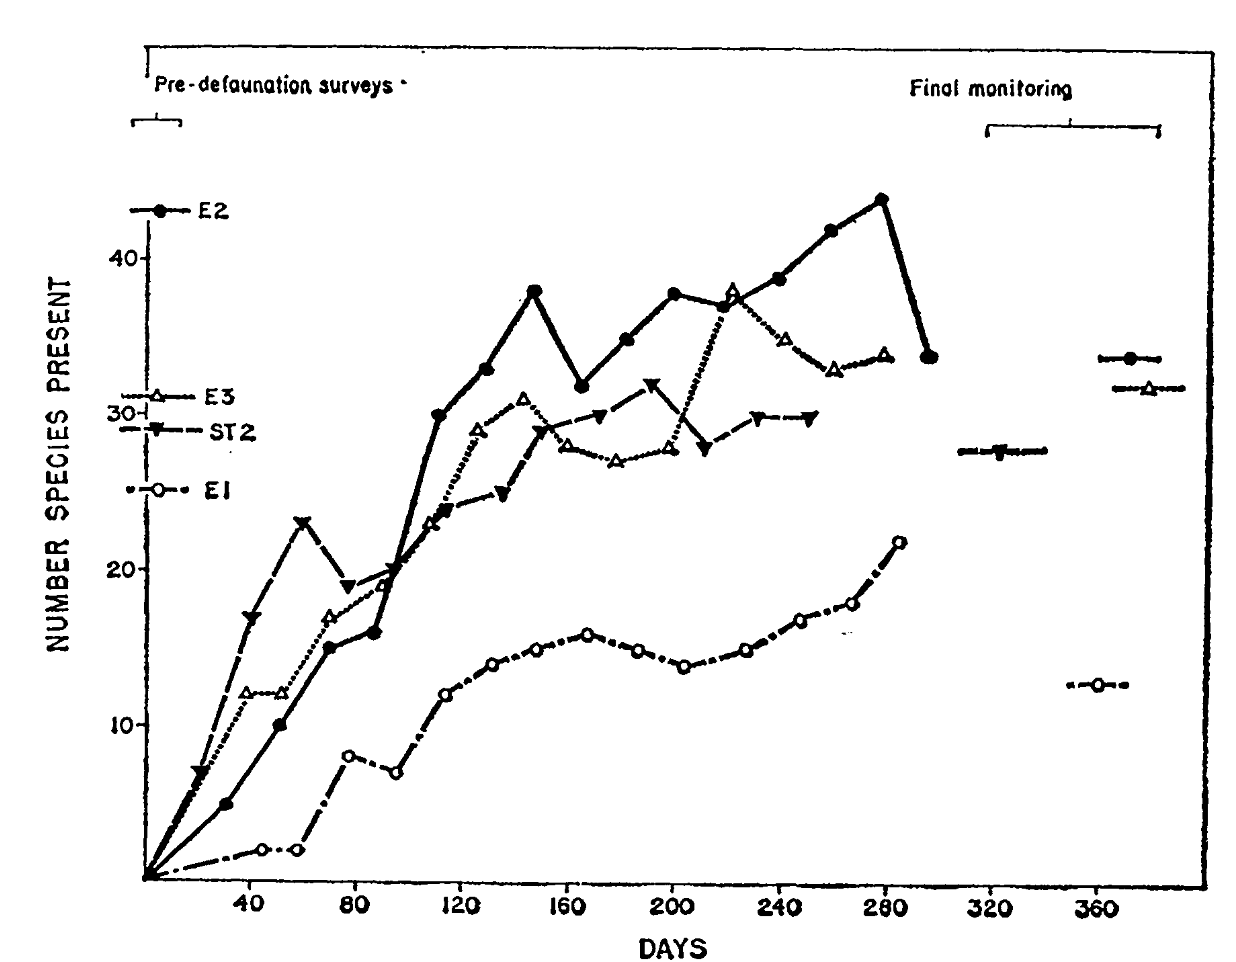 Pre-defaunation surveys
Final monitoring
E2
40
E3
30
ST2
E1
20
10
NUMBER SPECIES PRESENT
40 80 120 160 200 240 280 320 360
DAYS